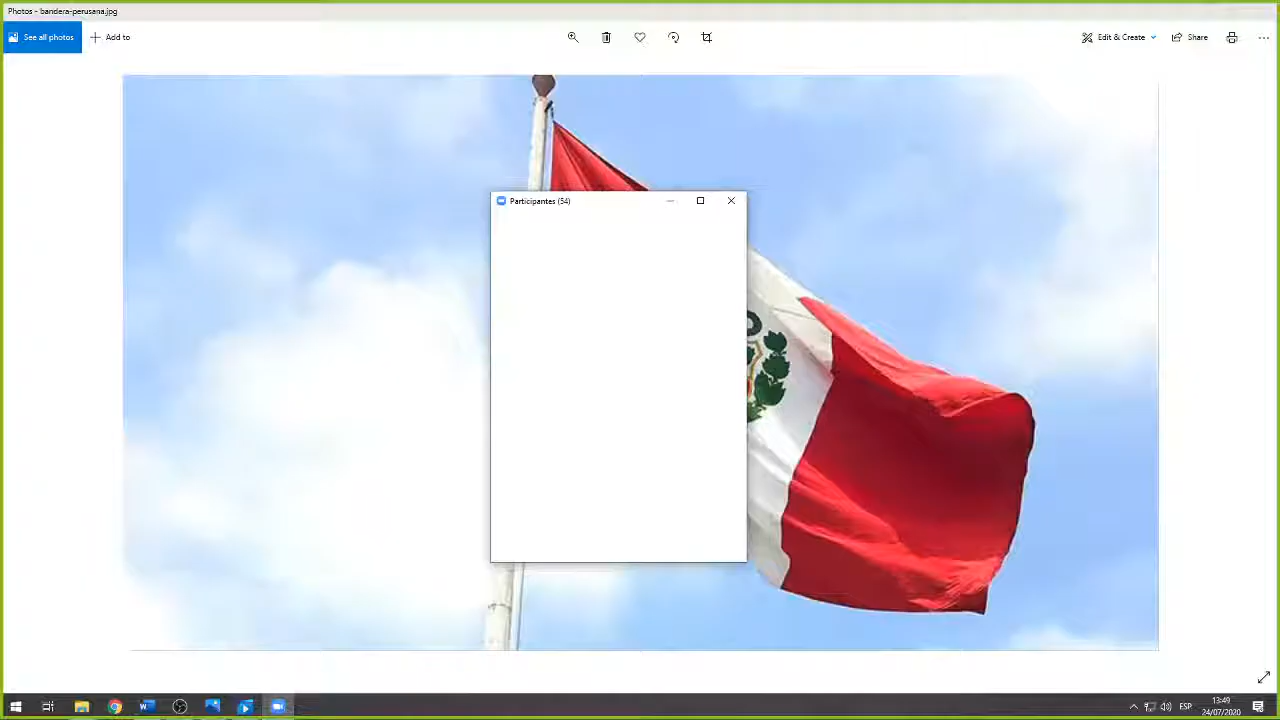 Photos - bandera-perusana.jpg
See all photos
Add to
Edit & Create
Share
Participantes (54)
ESP
13:49
24/07/2020